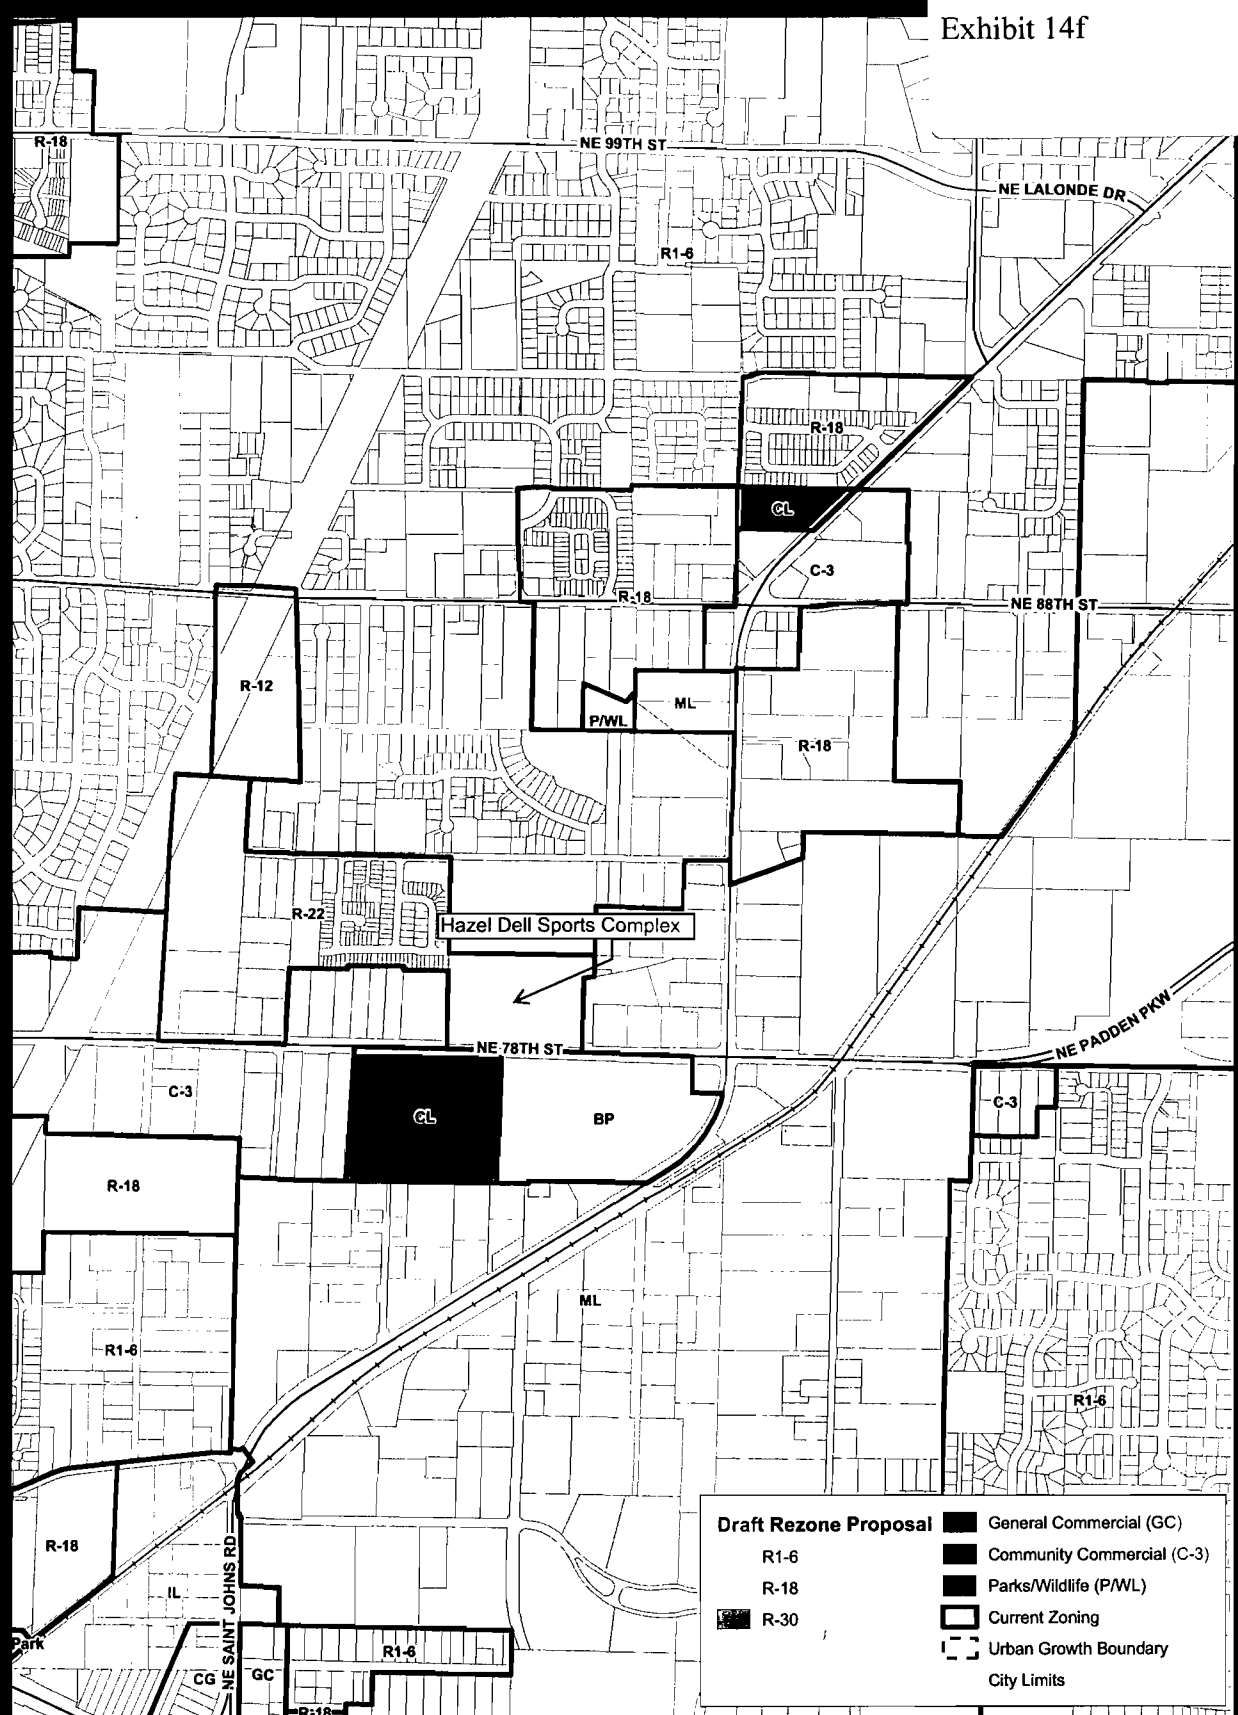 Exhibit 14f
R-18
NE 99TH ST
NE LALONDE DR
R1-6
R-18
CL
C-3
R-18
NE 88TH ST
R-12
ML
P/WL
R-18
R-22
Hazel Dell Sports Complex
NE 78TH ST
NE PADDEN PKW
C-3
CL
BP
C-3
R-18
ML
R1-6
R1-6
R-18
IL
NE SAINT JOHNS RD
Park
CG
GC
R1-6
R-18
Draft Rezone Proposal
R1-6
R-18
R-30
General Commercial (GC)
Community Commercial (C-3)
Parks/Wildlife (P/WL)
Current Zoning
Urban Growth Boundary
City Limits